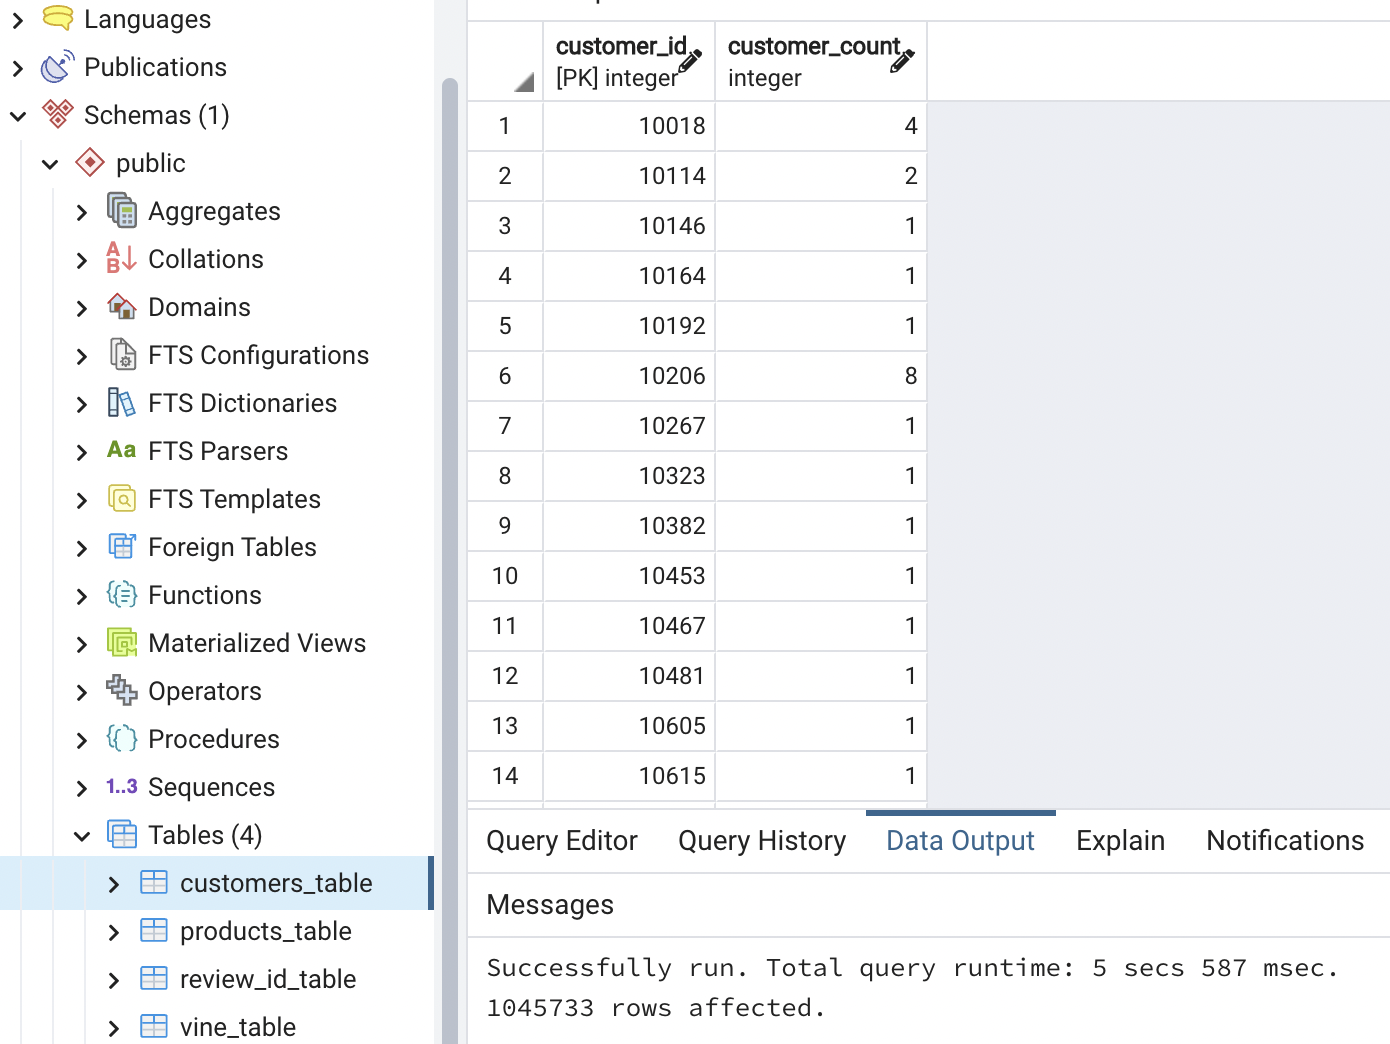 Languages
Publications
Schemas (1)
public
Aggregates
Collations
Domains
FTS Configurations
FTS Dictionaries
Aa FTS Parsers
FTS Templates
Foreign Tables
Functions
Materialized Views
Operators
Procedures
1..3 Sequences
Tables (4)
customers_table
products_table
review_id_table
vine_table
customer_id customer_count
[PK] integer integer
1 10018 4
2 10114 2
3 10146 1
4 10164 1
5 10192 1
6 10206 8
7 10267 1
8 10323 1
9 10382 1
10 10453 1
11 10467 1
12 10481 1
13 10605 1
14 10615 1
Query Editor Query History Data Output Explain Notifications
Messages
Successfully run. Total query runtime: 5 secs 587 msec.
1045733 rows affected.